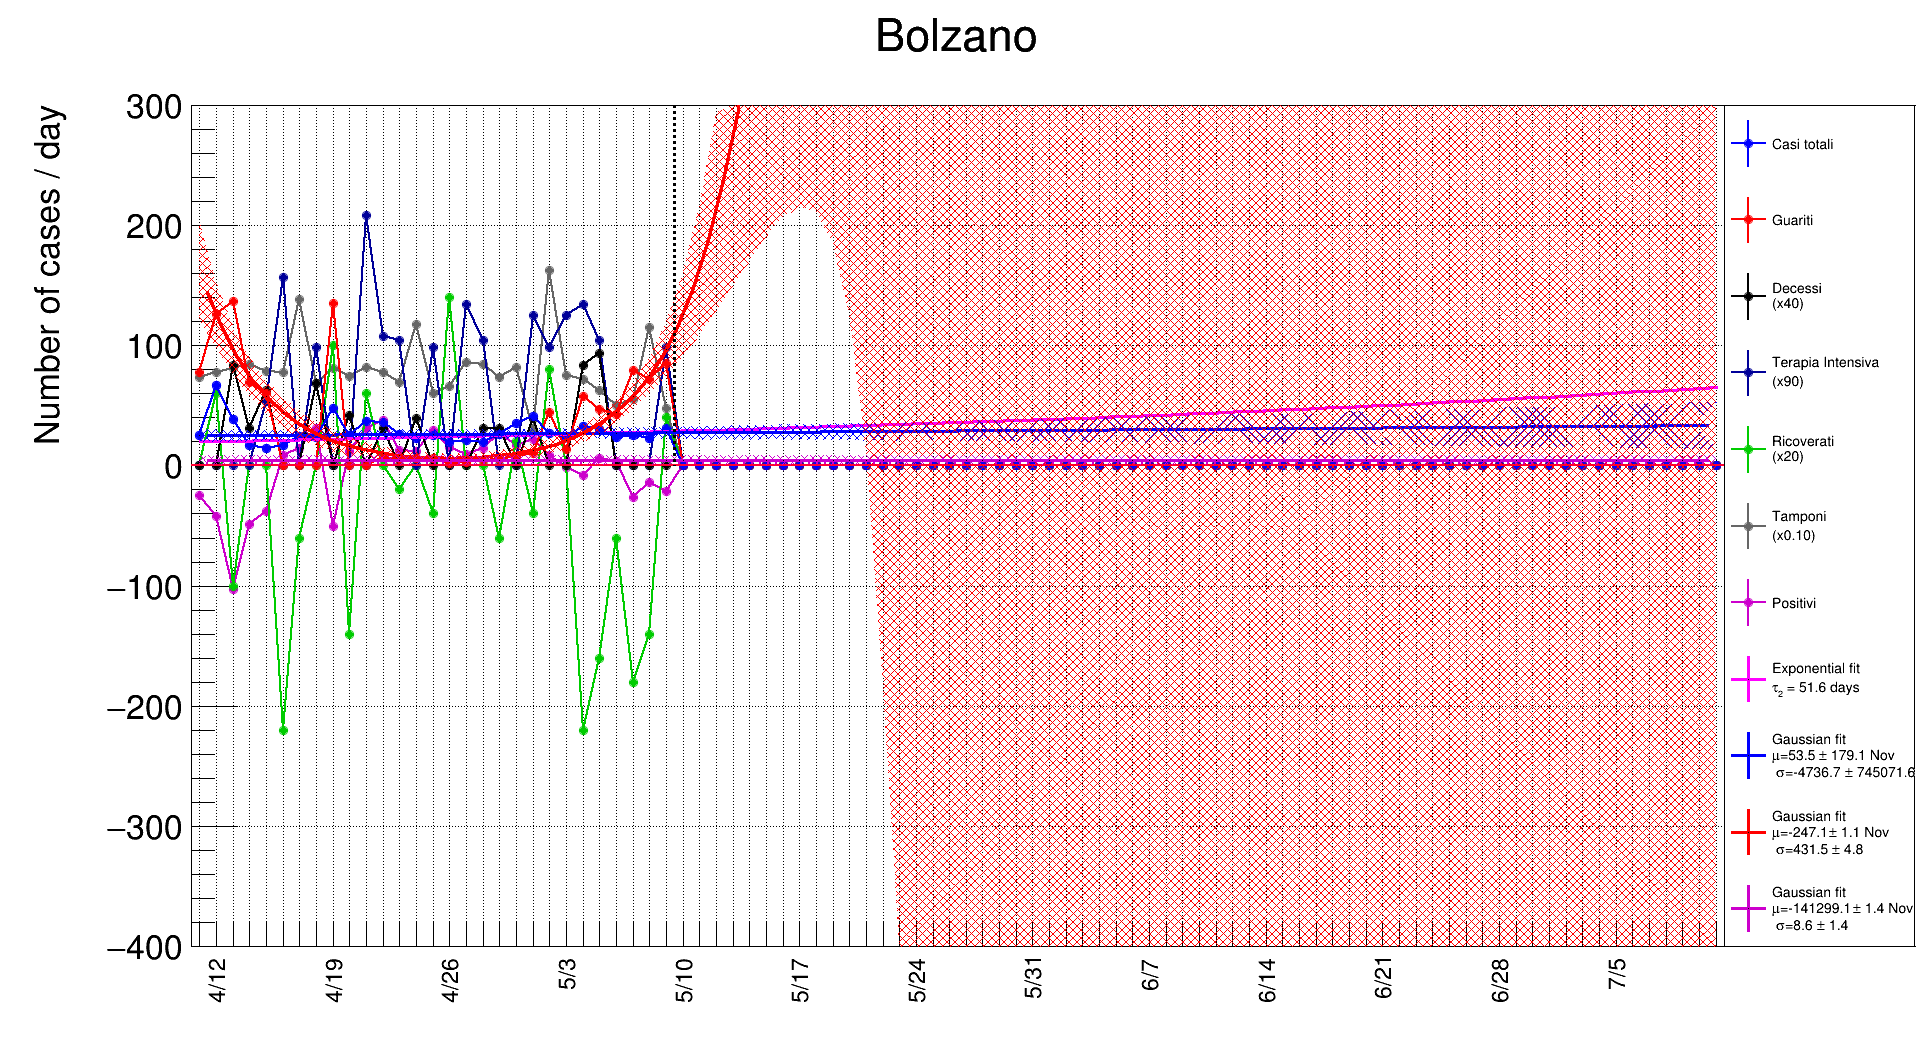 Bolzano
Number of cases / day
300
200
100
0
−100
−200
−300
−400
4/12
4/19
4/26
5/3
5/10
5/17
5/24
5/31
6/7
6/14
6/21
6/28
7/5
Casi totali
Guariti
Decessi
(x40)
Terapia Intensiva
(x90)
Ricoverati
(x20)
Tamponi
(x0.10)
Positivi
Exponential fit
τ2 = 51.6 days
Gaussian fit
μ=53.5 ± 179.1 Nov
σ=-4736.7 ± 745071.6
Gaussian fit
μ=-247.1 ± 1.1 Nov
σ=431.5 ± 4.8
Gaussian fit
μ=-141299.1 ± 1.4 Nov
σ=8.6 ± 1.4